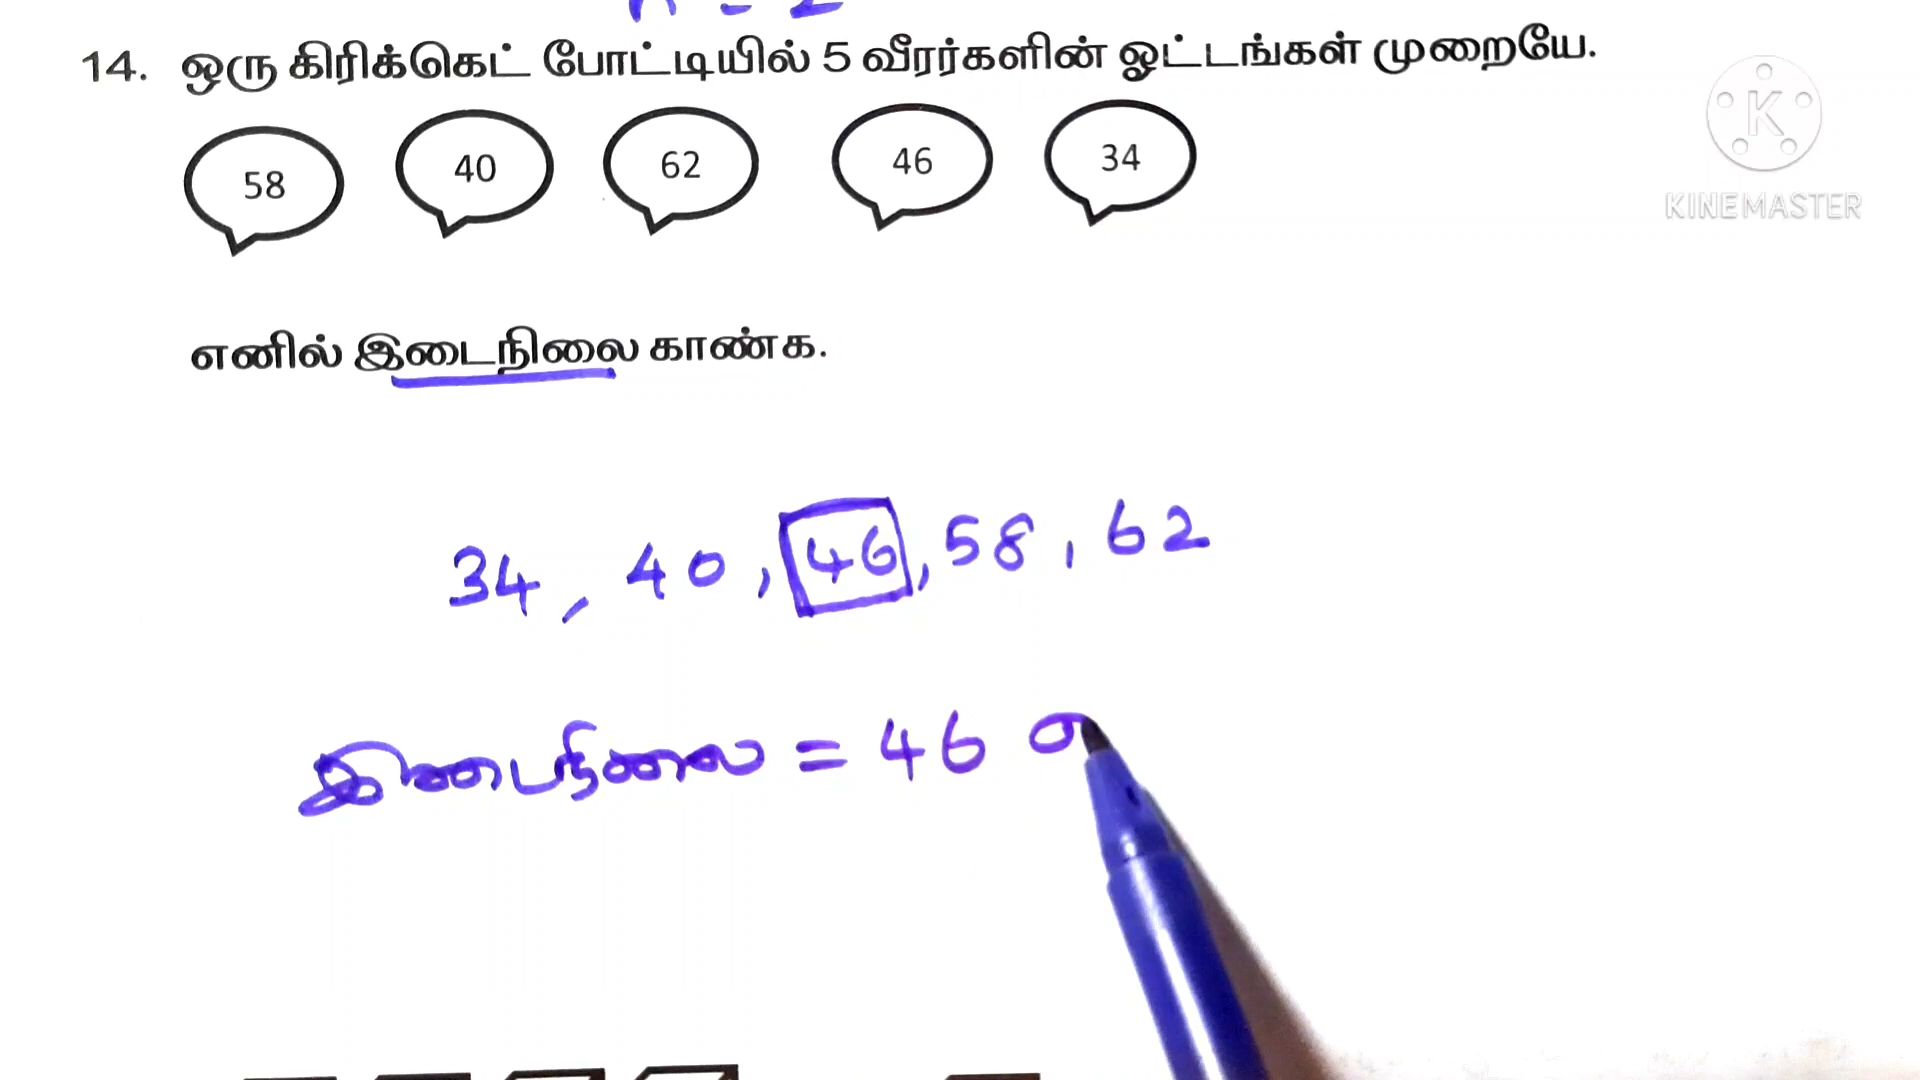 14. ஒரு கிரிக்கெட் போட்டியில் 5 வீரர்களின் ஓட்டங்கள் முறையே.
58 40 62 46 34
K
KINEMASTER
எனில் இடைநிலை காண்க.
34, 40, 46, 58, 62
இடைநிலை = 46